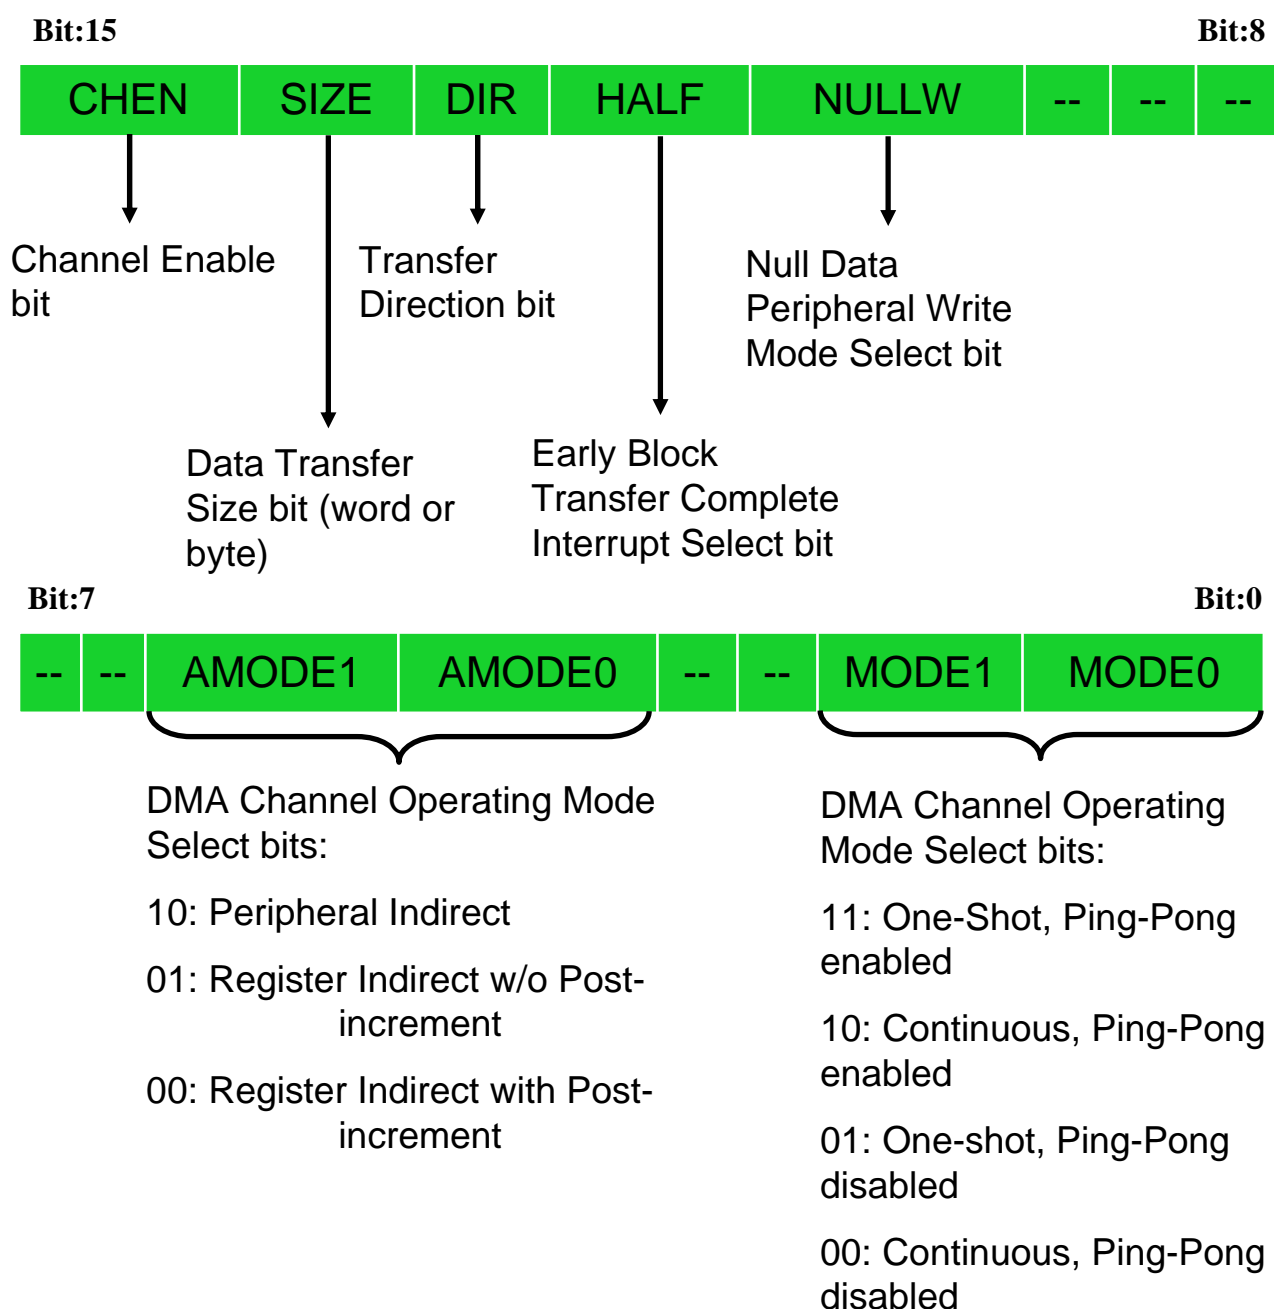 Bit:15 Bit:8
CHEN SIZE DIR HALF NULLW -- -- --
Channel Enable
bit
Transfer
Direction bit
Null Data
Peripheral Write
Mode Select bit
Data Transfer
Size bit (word or
byte)
Early Block
Transfer Complete
Interrupt Select bit
Bit:7 Bit:0
-- -- AMODE1 AMODE0 -- -- MODE1 MODE0
DMA Channel Operating Mode
Select bits:
10: Peripheral Indirect
01: Register Indirect w/o Post-
increment
00: Register Indirect with Post-
increment
DMA Channel Operating
Mode Select bits:
11: One-Shot, Ping-Pong
enabled
10: Continuous, Ping-Pong
enabled
01: One-shot, Ping-Pong
disabled
00: Continuous, Ping-Pong
disabled